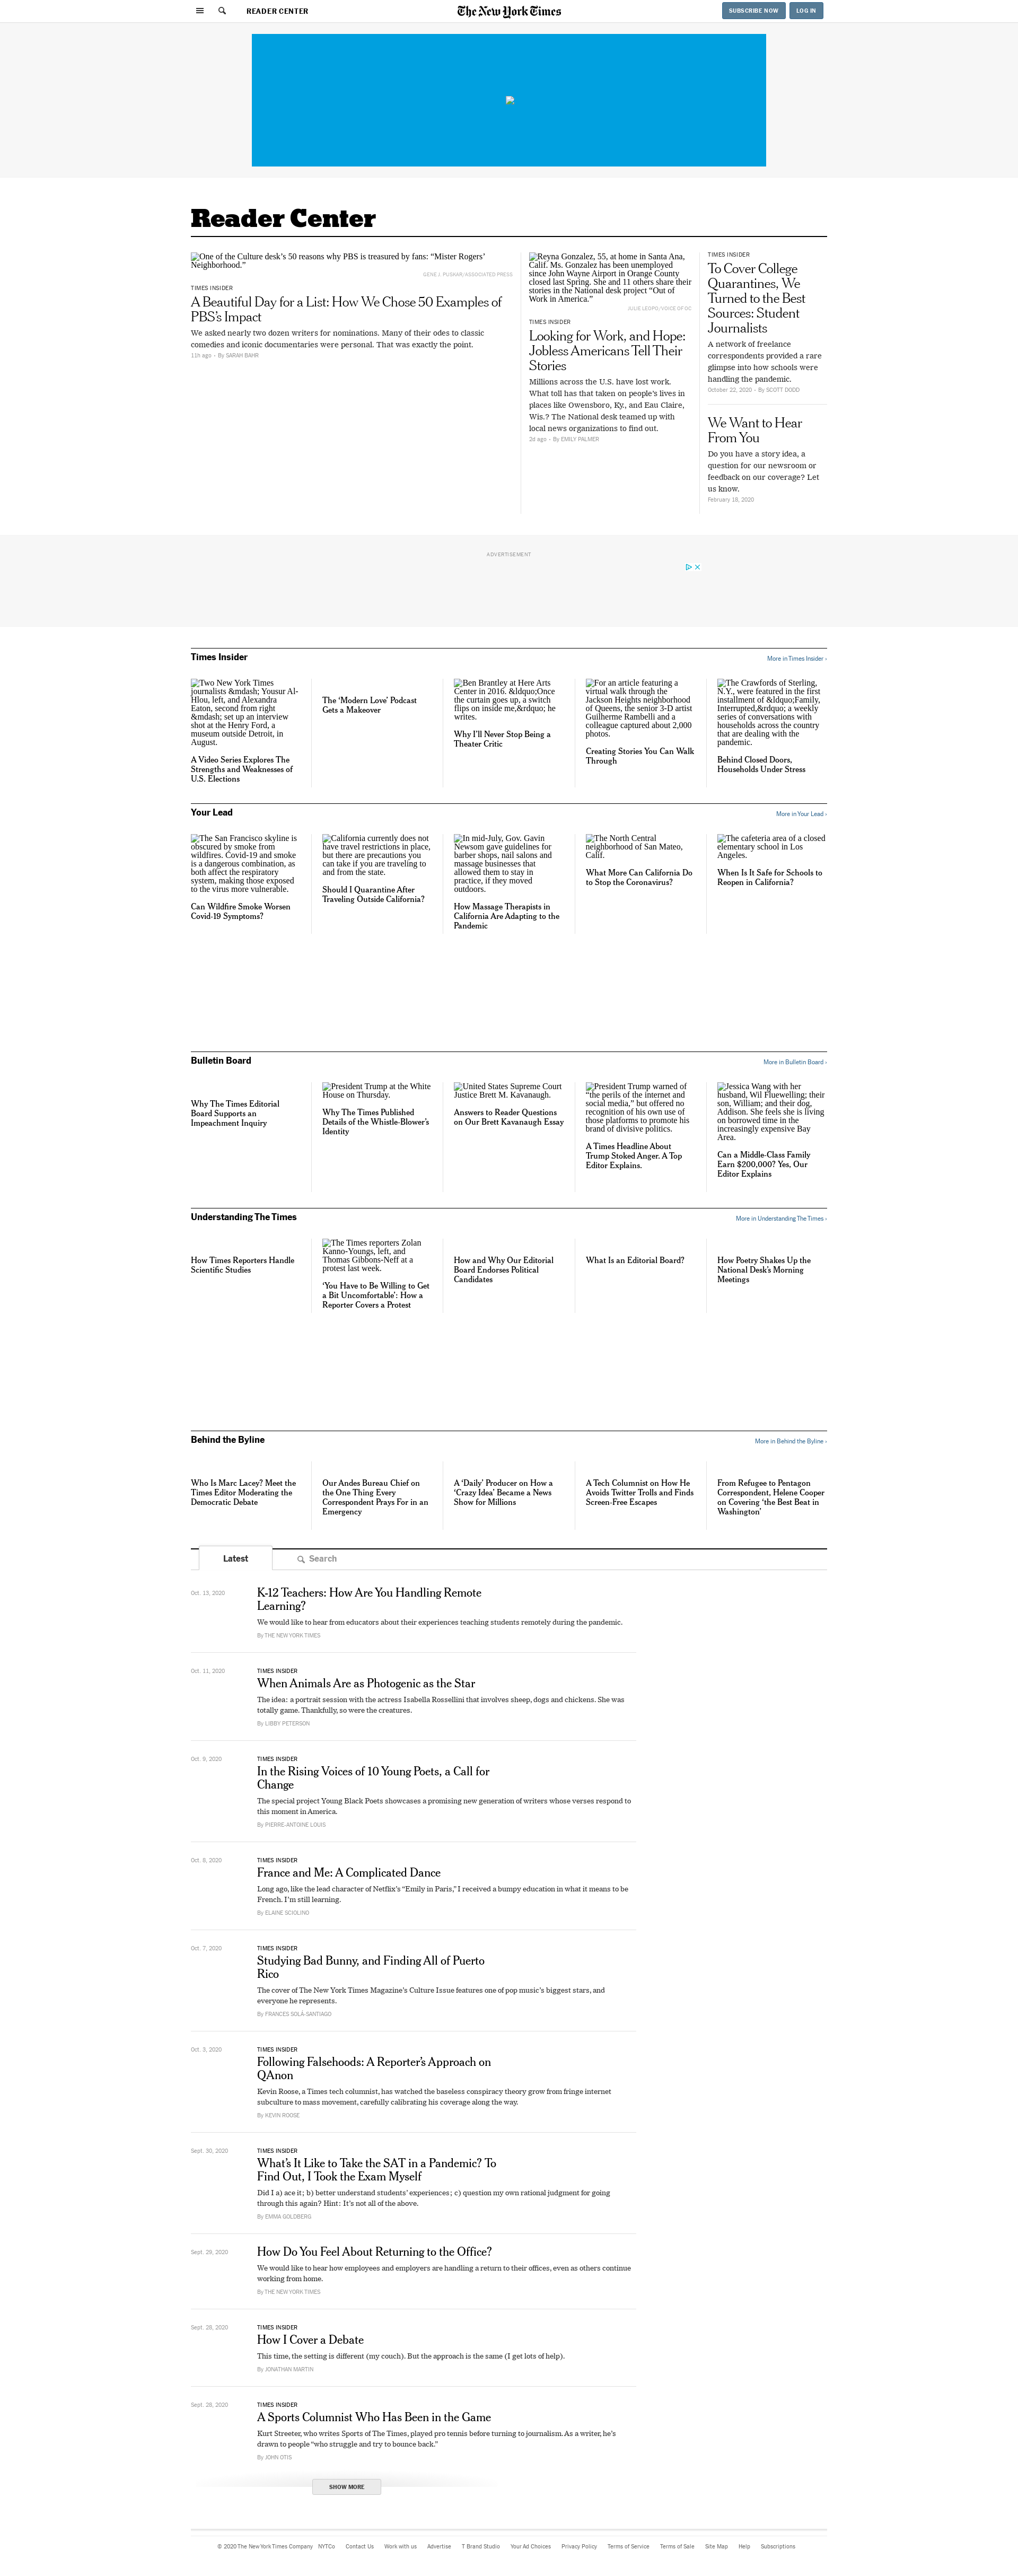 READER CENTER
The New York Times
SUBSCRIBE NOW
LOG IN
Reader Center
One of the Culture desk's 50 reasons why PBS is treasured by fans: “Mister Rogers’
Neighborhood.”
GENE J. PUSKAR/ASSOCIATED PRESS
TIMES INSIDER
A Beautiful Day for a List: How We Chose 50 Examples of
PBS’s Impact
We asked nearly two dozen writers for nominations. Many of their odes to classic
comedies and iconic documentaries were personal. That was exactly the point.
11h ago - By SARAH BAHR
Reyna Gonzalez, 55, at home in Santa Ana,
Calif. Ms. Gonzalez has been unemployed
since John Wayne Airport in Orange County
closed last Spring. She and 11 others share their
stories in the National desk project “Out of
Work in America.”
JULIE LEOPO/VOICE OF OC
TIMES INSIDER
Looking for Work, and Hope:
Jobless Americans Tell Their
Stories
Millions across the U.S. have lost work.
What toll has that taken on people’s lives in
places like Owensboro, Ky., and Eau Claire,
Wis.? The National desk teamed up with
local news organizations to find out.
2d ago - By EMILY PALMER
TIMES INSIDER
To Cover College
Quarantines, We
Turned to the Best
Sources: Student
Journalists
A network of freelance
correspondents provided a rare
glimpse into how schools were
handling the pandemic.
October 22, 2020 - By SCOTT DODD
We Want to Hear
From You
Do you have a story idea, a
question for our newsroom or
feedback on our coverage? Let
us know.
February 18, 2020
ADVERTISEMENT
Times Insider
More in Times Insider ›
Two New York Times
journalists &mdash; Yousur Al-
Hlou, left, and Alexandra
Eaton, second from right
&mdash; set up an interview
shot at the Henry Ford, a
museum outside Detroit, in
August.
A Video Series Explores The
Strengths and Weaknesses of
U.S. Elections
The ‘Modern Love’ Podcast
Gets a Makeover
Ben Brantley at Here Arts
Center in 2016. &ldquo;Once
the curtain goes up, a switch
flips on inside me,&rdquo; he
writes.
Why I’ll Never Stop Being a
Theater Critic
For an article featuring a
virtual walk through the
Jackson Heights neighborhood
of Queens, the senior 3-D artist
Guilherme Rambelli and a
colleague captured about 2,000
photos.
Creating Stories You Can Walk
Through
The Crawfords of Sterling,
N.Y., were featured in the first
installment of &ldquo;Family,
Interrupted,&rdquo; a weekly
series of conversations with
households across the country
that are dealing with the
pandemic.
Behind Closed Doors,
Households Under Stress
Your Lead
More in Your Lead ›
The San Francisco skyline is
obscured by smoke from
wildfires. Covid-19 and smoke
is a dangerous combination, as
both affect the respiratory
system, making those exposed
to the virus more vulnerable.
Can Wildfire Smoke Worsen
Covid-19 Symptoms?
California currently does not
have travel restrictions in place,
but there are precautions you
can take if you are traveling to
and from the state.
Should I Quarantine After
Traveling Outside California?
In mid-July, Gov. Gavin
Newsom gave guidelines for
barber shops, nail salons and
massage businesses that
allowed them to stay in
practice, if they moved
outdoors.
How Massage Therapists in
California Are Adapting to the
Pandemic
The North Central
neighborhood of San Mateo,
Calif.
What More Can California Do
to Stop the Coronavirus?
The cafeteria area of a closed
elementary school in Los
Angeles.
When Is It Safe for Schools to
Reopen in California?
Bulletin Board
More in Bulletin Board ›
Why The Times Editorial
Board Supports an
Impeachment Inquiry
President Trump at the White
House on Thursday.
Why The Times Published
Details of the Whistle-Blower’s
Identity
United States Supreme Court
Justice Brett M. Kavanaugh.
Answers to Reader Questions
on Our Brett Kavanaugh Essay
President Trump warned of
“the perils of the internet and
social media,” but offered no
recognition of his own use of
those platforms to promote his
brand of divisive politics.
A Times Headline About
Trump Stoked Anger. A Top
Editor Explains.
Jessica Wang with her
husband, Wil Fluewelling; their
son, William; and their dog,
Addison. She feels she is living
on borrowed time in the
increasingly expensive Bay
Area.
Can a Middle-Class Family
Earn $200,000? Yes, Our
Editor Explains
Understanding The Times
More in Understanding The Times ›
How Times Reporters Handle
Scientific Studies
The Times reporters Zolan
Kanno-Youngs, left, and
Thomas Gibbons-Neff at a
protest last week.
‘You Have to Be Willing to Get
a Bit Uncomfortable’: How a
Reporter Covers a Protest
How and Why Our Editorial
Board Endorses Political
Candidates
What Is an Editorial Board?
How Poetry Shakes Up the
National Desk’s Morning
Meetings
Behind the Byline
More in Behind the Byline ›
Who Is Marc Lacey? Meet the
Times Editor Moderating the
Democratic Debate
Our Andes Bureau Chief on
the One Thing Every
Correspondent Prays For in an
Emergency
A ‘Daily’ Producer on How a
‘Crazy Idea’ Became a News
Show for Millions
A Tech Columnist on How He
Avoids Twitter Trolls and Finds
Screen-Free Escapes
From Refugee to Pentagon
Correspondent, Helene Cooper
on Covering ‘the Best Beat in
Washington’
Latest
Search
Oct. 13, 2020
K-12 Teachers: How Are You Handling Remote
Learning?
We would like to hear from educators about their experiences teaching students remotely during the pandemic.
By THE NEW YORK TIMES
Oct. 11, 2020
TIMES INSIDER
When Animals Are as Photogenic as the Star
The idea: a portrait session with the actress Isabella Rossellini that involves sheep, dogs and chickens. She was
totally game. Thankfully, so were the creatures.
By LIBBY PETERSON
Oct. 9, 2020
TIMES INSIDER
In the Rising Voices of 10 Young Poets, a Call for
Change
The special project Young Black Poets showcases a promising new generation of writers whose verses respond to
this moment in America.
By PIERRE-ANTOINE LOUIS
Oct. 8, 2020
TIMES INSIDER
France and Me: A Complicated Dance
Long ago, like the lead character of Netflix’s “Emily in Paris,” I received a bumpy education in what it means to be
French. I’m still learning.
By ELAINE SCIOLINO
Oct. 7, 2020
TIMES INSIDER
Studying Bad Bunny, and Finding All of Puerto
Rico
The cover of The New York Times Magazine’s Culture Issue features one of pop music’s biggest stars, and
everyone he represents.
By FRANCES SOLÁ-SANTIAGO
Oct. 3, 2020
TIMES INSIDER
Following Falsehoods: A Reporter’s Approach on
QAnon
Kevin Roose, a Times tech columnist, has watched the baseless conspiracy theory grow from fringe internet
subculture to mass movement, carefully calibrating his coverage along the way.
By KEVIN ROOSE
Sept. 30, 2020
TIMES INSIDER
What’s It Like to Take the SAT in a Pandemic? To
Find Out, I Took the Exam Myself
Did I a) ace it; b) better understand students’ experiences; c) question my own rational judgment for going
through this again? Hint: It’s not all of the above.
By EMMA GOLDBERG
Sept. 29, 2020
How Do You Feel About Returning to the Office?
We would like to hear how employees and employers are handling a return to their offices, even as others continue
working from home.
By THE NEW YORK TIMES
Sept. 28, 2020
TIMES INSIDER
How I Cover a Debate
This time, the setting is different (my couch). But the approach is the same (I get lots of help).
By JONATHAN MARTIN
Sept. 28, 2020
TIMES INSIDER
A Sports Columnist Who Has Been in the Game
Kurt Streeter, who writes Sports of The Times, played pro tennis before turning to journalism. As a writer, he’s
drawn to people “who struggle and try to bounce back.”
By JOHN OTIS
SHOW MORE
© 2020 The New York Times Company NYTCo Contact Us Work with us Advertise T Brand Studio Your Ad Choices Privacy Policy Terms of Service Terms of Sale Site Map Help Subscriptions